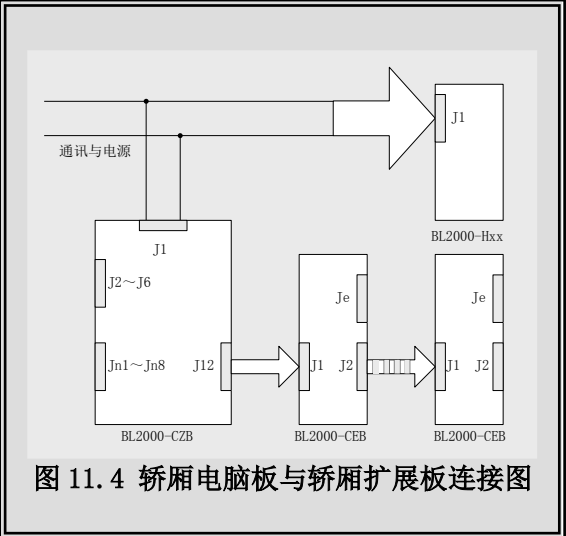 J1
通讯与电源
BL2000-Hxx
J1
J2～J6
Je
Je
Jn1～Jn8
J12
J1
J2
J1
J2
BL2000-CZB
BL2000-CEB
BL2000-CEB
图 11.4 轿厢电脑板与轿厢扩展板连接图